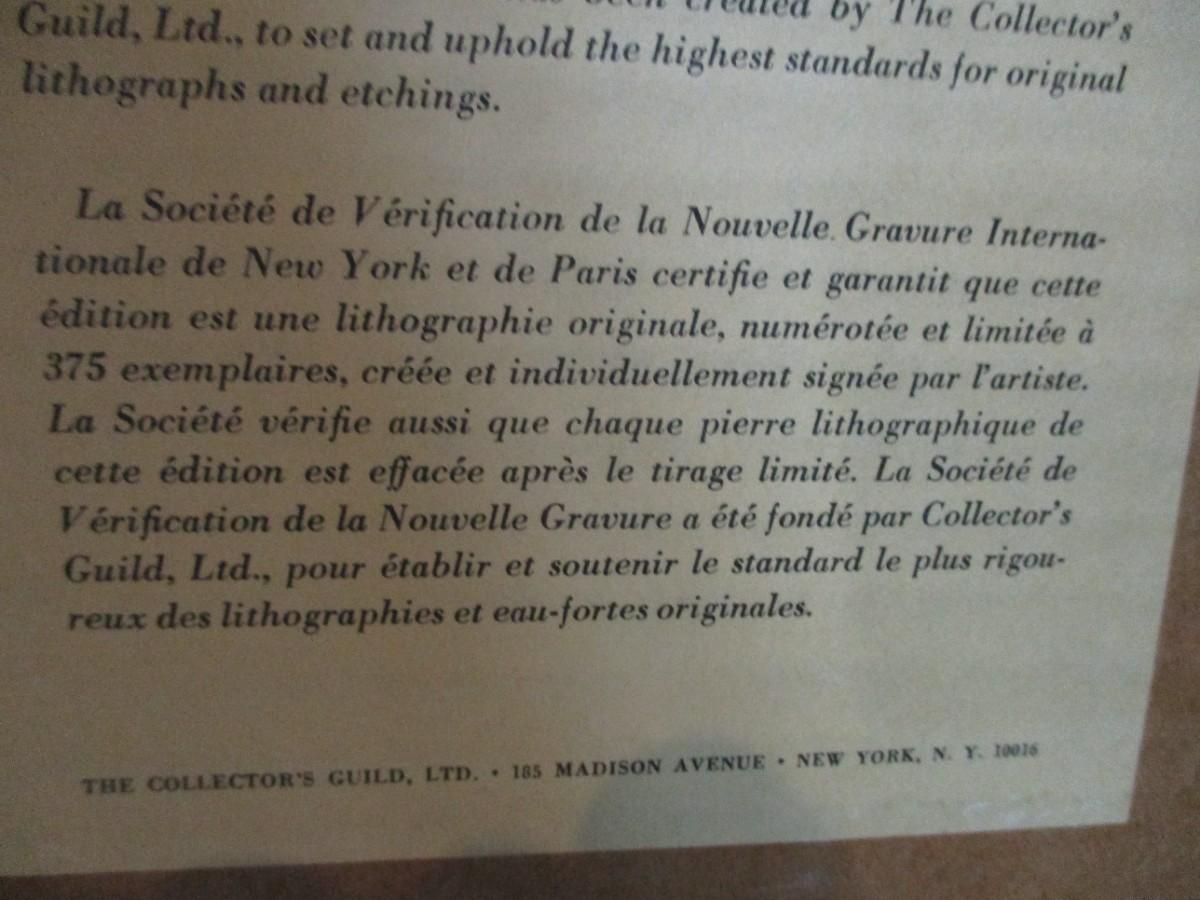 been created by The Collector's
Guild, Ltd., to set and uphold the highest standards for original
lithographs and etchings.
La Société de Vérification de la Nouvelle Gravure Interna-
tionale de New York et de Paris certifie et garantit que cette
édition est une lithographie originale, numérotée et limitée à
375 exemplaires, créée et individuellement signée par l'artiste.
La Société vérifie aussi que chaque pierre lithographique de
cette édition est effacée après le tirage limité. La Société de
Vérification de la Nouvelle Gravure a été fondé par Collector's
Guild, Ltd., pour établir et soutenir le standard le plus rigou-
reux des lithographies et eau-fortes originales.
THE COLLECTOR'S GUILD, LTD. • 185 MADISON AVENUE • NEW YORK, N. Y. 10016